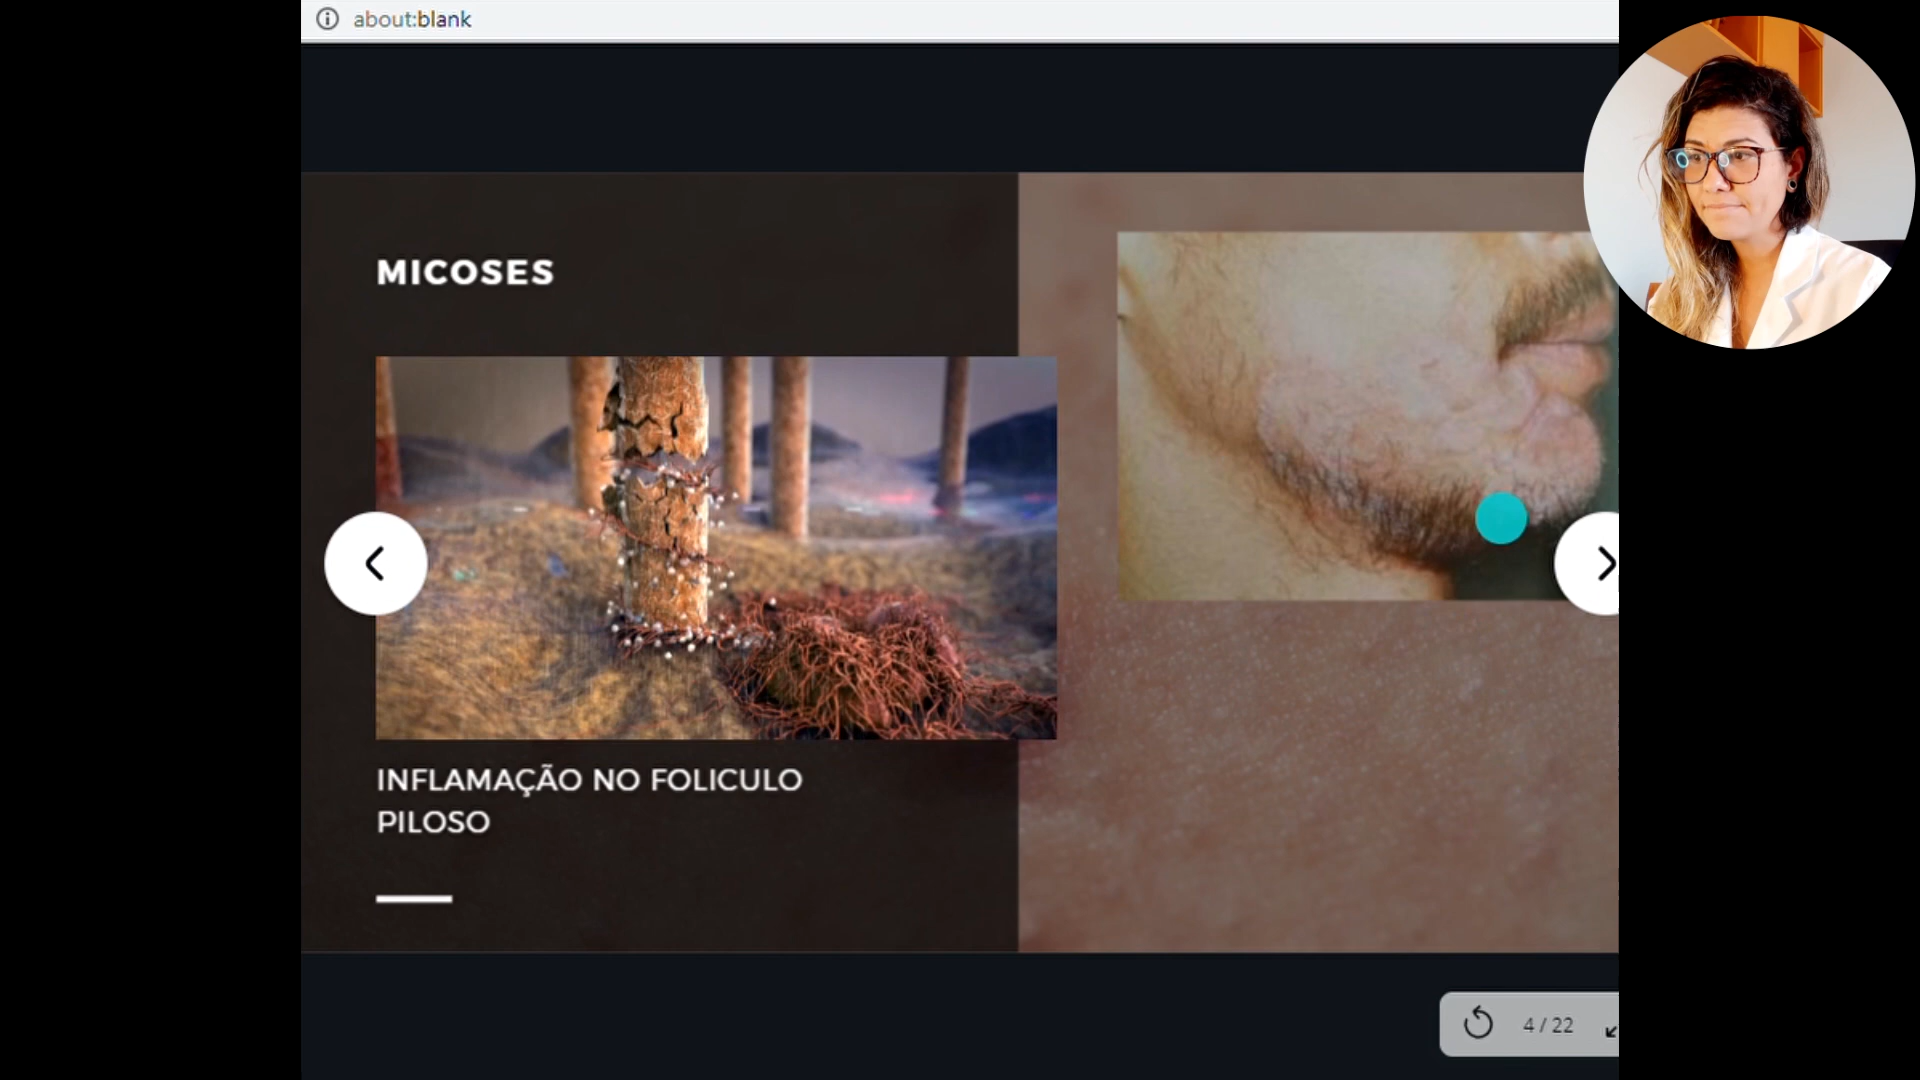 about:blank
MICOSES
INFLAMAÇÃO NO FOLICULO
PILOSO
4 / 22